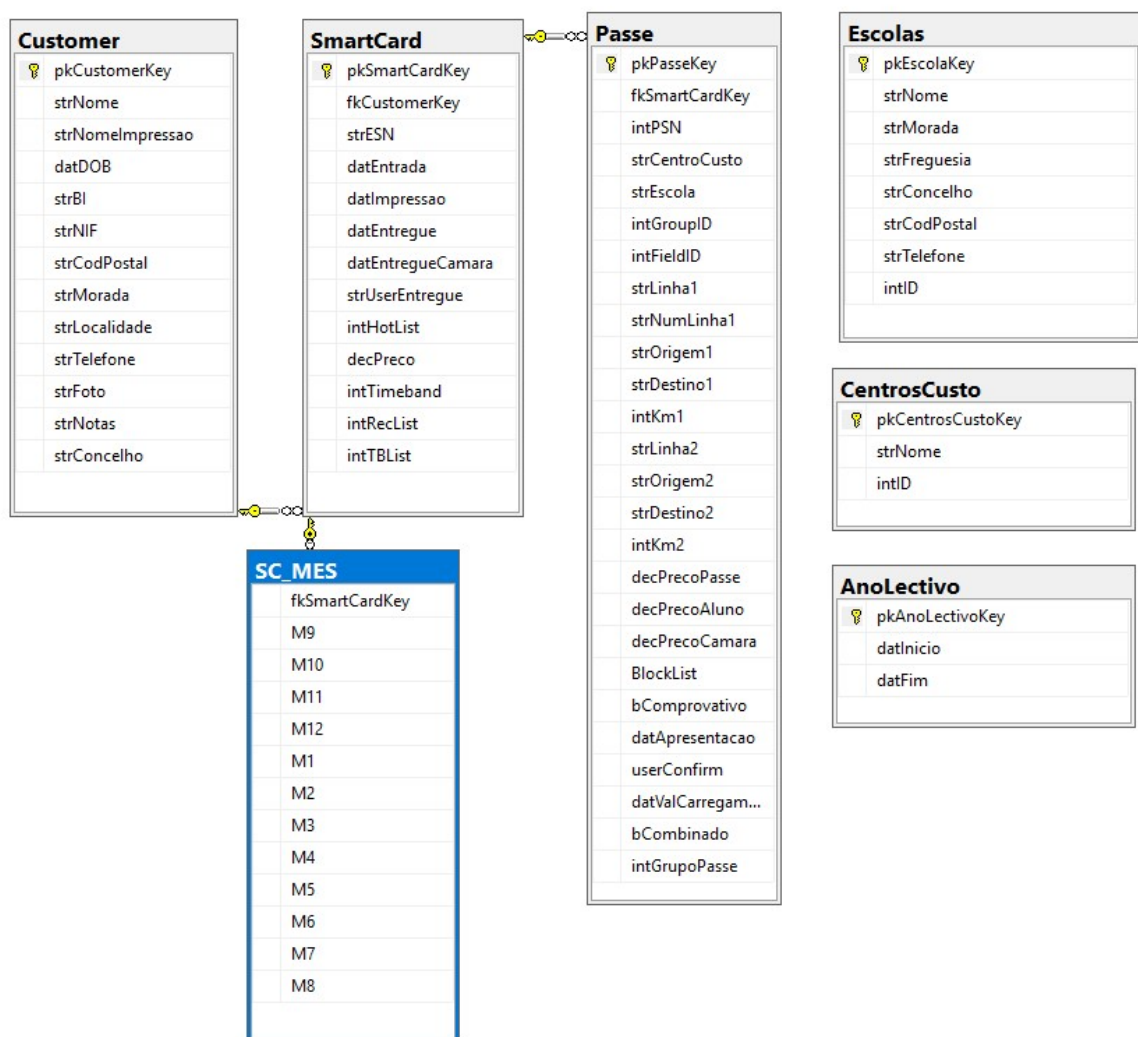 Customer
pkCustomerKey
strNome
strNomeImpressao
datDOB
strBI
strNIF
strCodPostal
strMorada
strLocalidade
strTelefone
strFoto
strNotas
strConcelho
SmartCard
pkSmartCardKey
fkCustomerKey
strESN
datEntrada
datImpressao
datEntregue
datEntregueCamara
strUserEntregue
intHotList
decPreco
intTimeband
intRecList
intTBList
Passe
pkPasseKey
fkSmartCardKey
intPSN
strCentroCusto
strEscola
intGroupID
intFieldID
strLinha1
strNumLinha1
strOrigem1
strDestino1
intKm1
strLinha2
strOrigem2
strDestino2
intKm2
decPrecoPasse
decPrecoAluno
decPrecoCamara
BlockList
bComprovativo
datApresentacao
userConfirm
datValCarregam...
bCombinado
intGrupoPasse
Escolas
pkEscolaKey
strNome
strMorada
strFreguesia
strConcelho
strCodPostal
strTelefone
intID
CentrosCusto
pkCentrosCustoKey
strNome
intID
AnoLectivo
pkAnoLectivoKey
datInicio
datFim
SC_MES
fkSmartCardKey
M9
M10
M11
M12
M1
M2
M3
M4
M5
M6
M7
M8